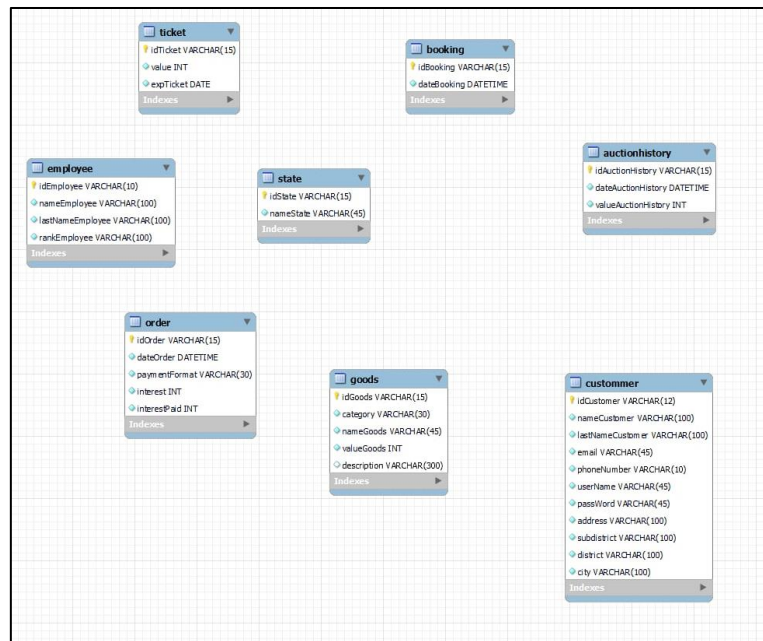 ticket
idTicket VARCHAR(15)
value INT
expTicket DATE
Indexes
booking
idBooking VARCHAR(15)
dateBooking DATETIME
Indexes
auctionhistory
idAuctionHistory VARCHAR(15)
dateAuctionHistory DATETIME
valueAuctionHistory INT
Indexes
employee
idEmployee VARCHAR(10)
nameEmployee VARCHAR(100)
lastNameEmployee VARCHAR(100)
rankEmployee VARCHAR(100)
Indexes
state
idState VARCHAR(15)
nameState VARCHAR(45)
Indexes
order
idOrder VARCHAR(15)
dateOrder DATETIME
paymentFormat VARCHAR(30)
interest INT
interestPaid INT
Indexes
goods
idGoods VARCHAR(15)
category VARCHAR(30)
nameGoods VARCHAR(45)
valueGoods INT
description VARCHAR(300)
Indexes
custommer
idCustomer VARCHAR(12)
nameCustomer VARCHAR(100)
lastNameCustomer VARCHAR(100)
email VARCHAR(45)
phoneNumber VARCHAR(10)
userName VARCHAR(45)
passWord VARCHAR(45)
address VARCHAR(100)
subdistrict VARCHAR(100)
district VARCHAR(100)
city VARCHAR(100)
Indexes